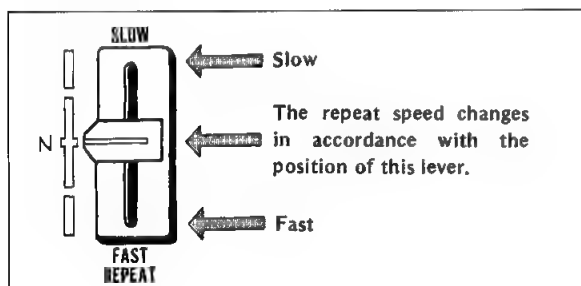 SLOW
Slow
N
The repeat speed changes
in accordance with the
position of this lever.
Fast
FAST
REPEAT